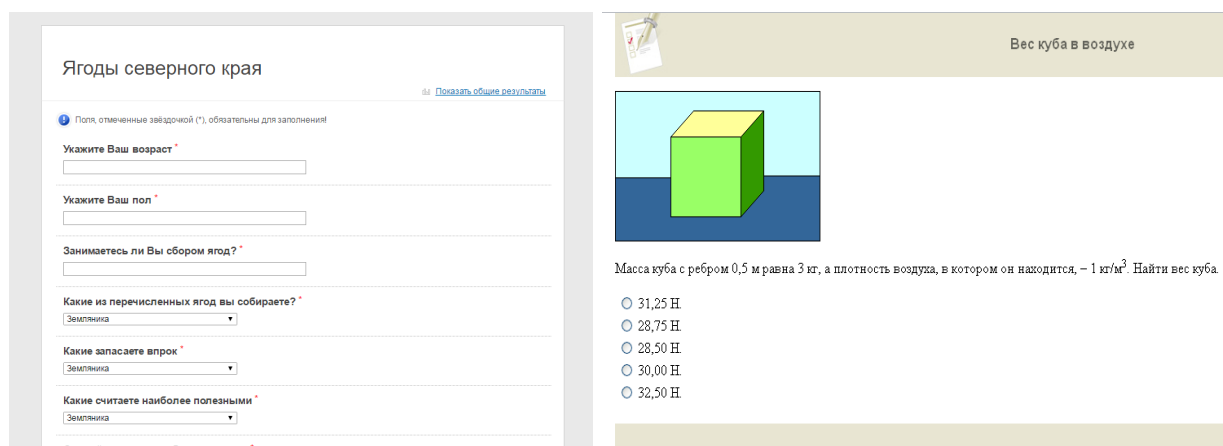 Ягоды северного края
Показать общие результаты
Поля, отмеченные звёздочкой (*), обязательны для заполнения!
Укажите Ваш возраст *
Укажите Ваш пол *
Занимаетесь ли Вы сбором ягод? *
Какие из перечисленных ягод вы собираете? *
Земляника
Какие запасаете впрок *
Земляника
Какие считаете наиболее полезными *
Земляника
Вес куба в воздухе
Масса куба с ребром 0,5 м равна 3 кг, а плотность воздуха, в котором он находится, – 1 кг/м³. Найти вес куба.
31,25 Н.
28,75 Н.
28,50 Н.
30,00 Н.
32,50 Н.